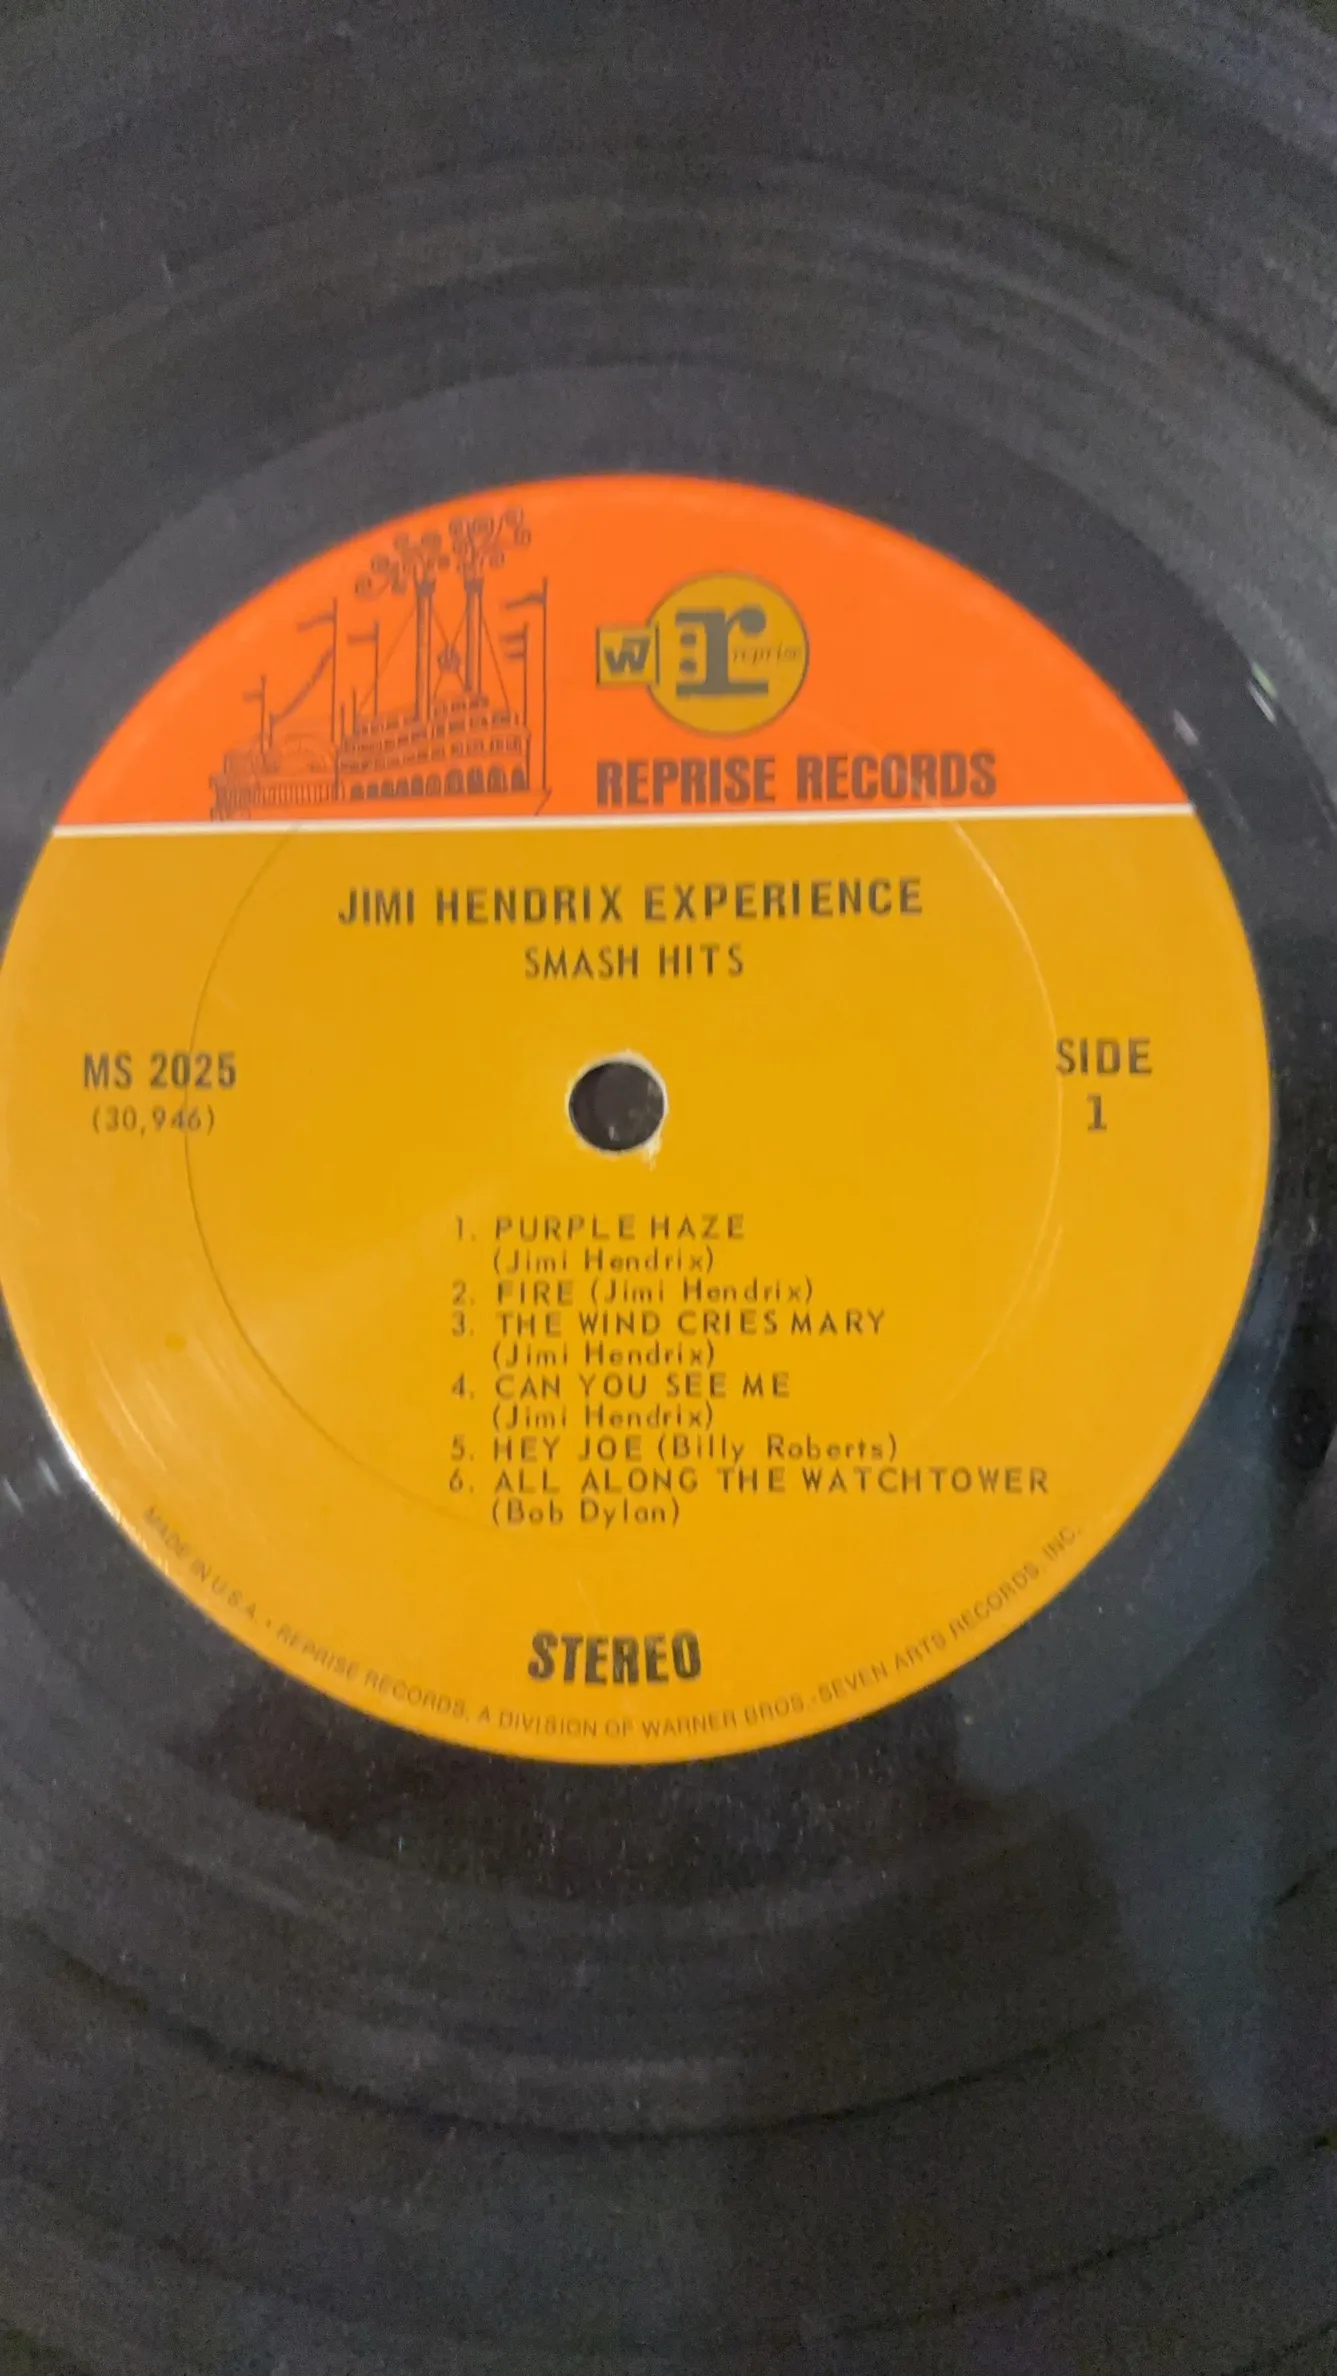 W7 r reprise
REPRISE RECORDS
JIMI HENDRIX EXPERIENCE
SMASH HITS
MS 2025
(30,946)
SIDE
1
1. PURPLE HAZE
(Jimi Hendrix)
2. FIRE (Jimi Hendrix)
3. THE WIND CRIES MARY
(Jimi Hendrix)
4. CAN YOU SEE ME
(Jimi Hendrix)
5. HEY JOE (Billy Roberts)
6. ALL ALONG THE WATCHTOWER
(Bob Dylan)
STEREO
MADE IN U.S.A. • REPRISE RECORDS, A DIVISION OF WARNER BROS.-SEVEN ARTS RECORDS, INC.